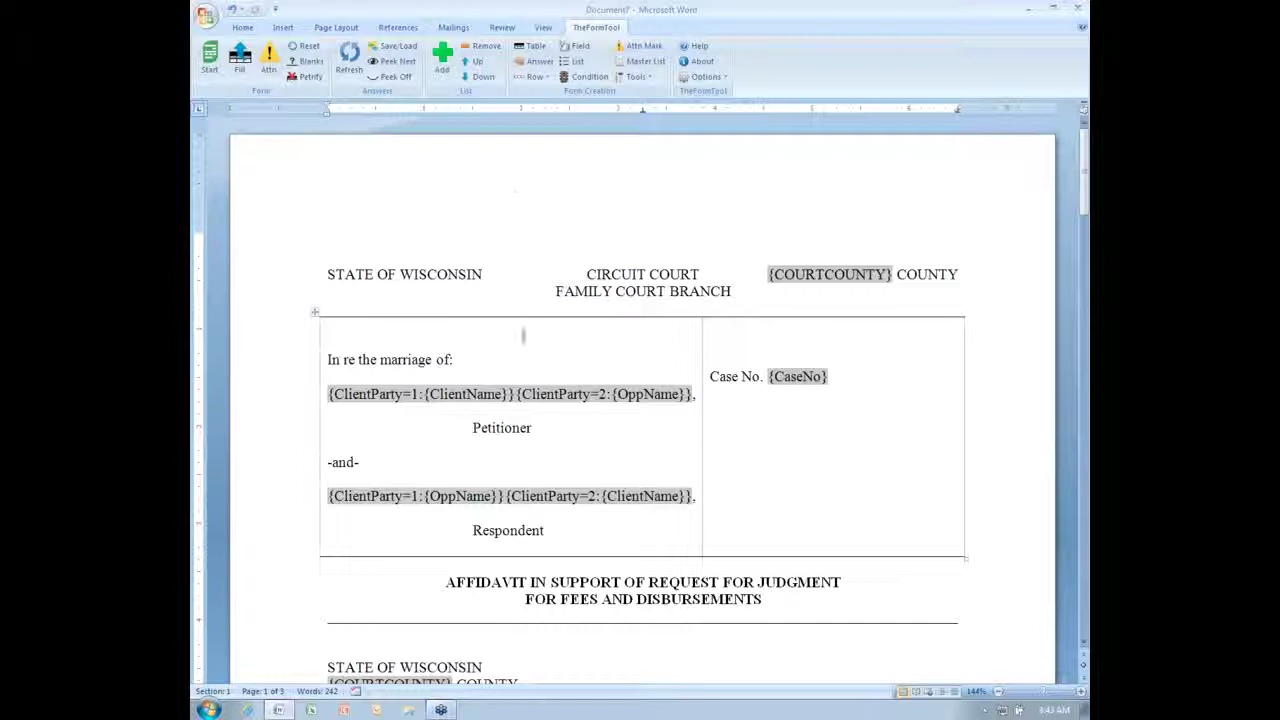 Document7 - Microsoft Word
Home Insert Page Layout References Mailings Review View TheFormTool
Start Fill Attn Reset Blanks Petrify Refresh Save/Load Peek Next Peek Off Add Remove Up Down Table Answer Row Field List Condition Attn Mark Master List Tools Help About Options
Form Answers List Form Creation TheFormTool
STATE OF WISCONSIN CIRCUIT COURT {COURTCOUNTY} COUNTY
FAMILY COURT BRANCH
In re the marriage of:
Case No. {CaseNo}
{ClientParty=1:{ClientName}}{ClientParty=2:{OppName}},
Petitioner
-and-
{ClientParty=1:{OppName}}{ClientParty=2:{ClientName}},
Respondent
AFFIDAVIT IN SUPPORT OF REQUEST FOR JUDGMENT
FOR FEES AND DISBURSEMENTS
STATE OF WISCONSIN
{COURTCOUNTY} COUNTY
Section: 1 Page: 1 of 3 Words: 242 144%
3:43 AM